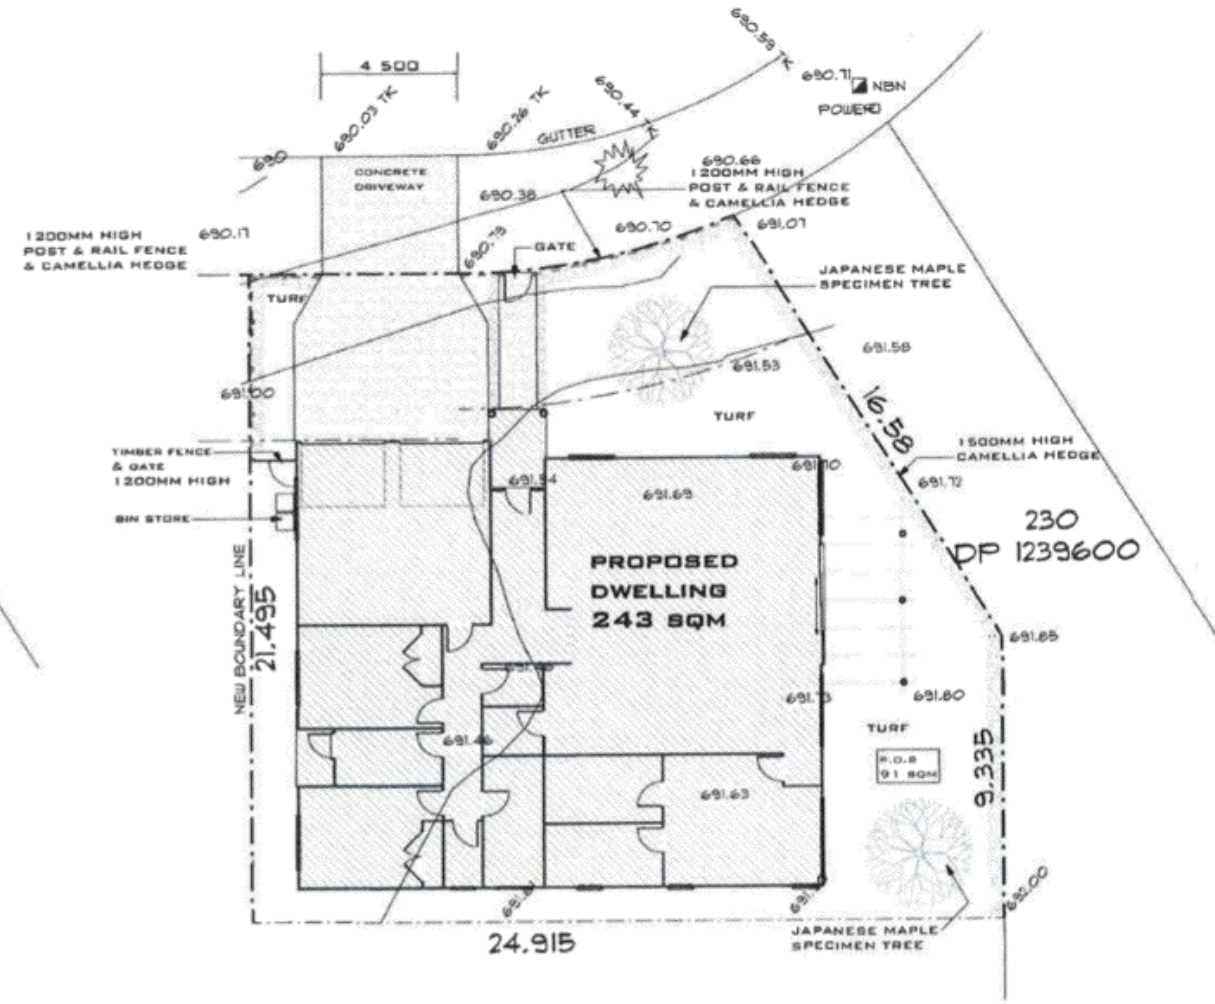 690.59 TK
4 500
690.71
NBN
690.03 TK
690.26 TK
690.44 TK
GUTTER
690
CONCRETE
DRIVEWAY
690.66
1200MM HIGH
POST & RAIL FENCE
& CAMELLIA HEDGE
690.38
690.17
1200MM HIGH
POST & RAIL FENCE
& CAMELLIA HEDGE
690.79
GATE
690.70
691.07
JAPANESE MAPLE
SPECIMEN TREE
TURF
691.58
691.53
691.00
16.58
TURF
TIMBER FENCE
& GATE
1200MM HIGH
1500MM HIGH
CAMELLIA HEDGE
691.54
691.69
691.72
BIN STORE
230
DP 1239600
PROPOSED
DWELLING
243 SQM
NEW BOUNDARY LINE
21.495
691.85
691.80
691.73
TURF
691.46
P.O.S
91 SQM
9.335
691.63
692.00
JAPANESE MAPLE
SPECIMEN TREE
24.915